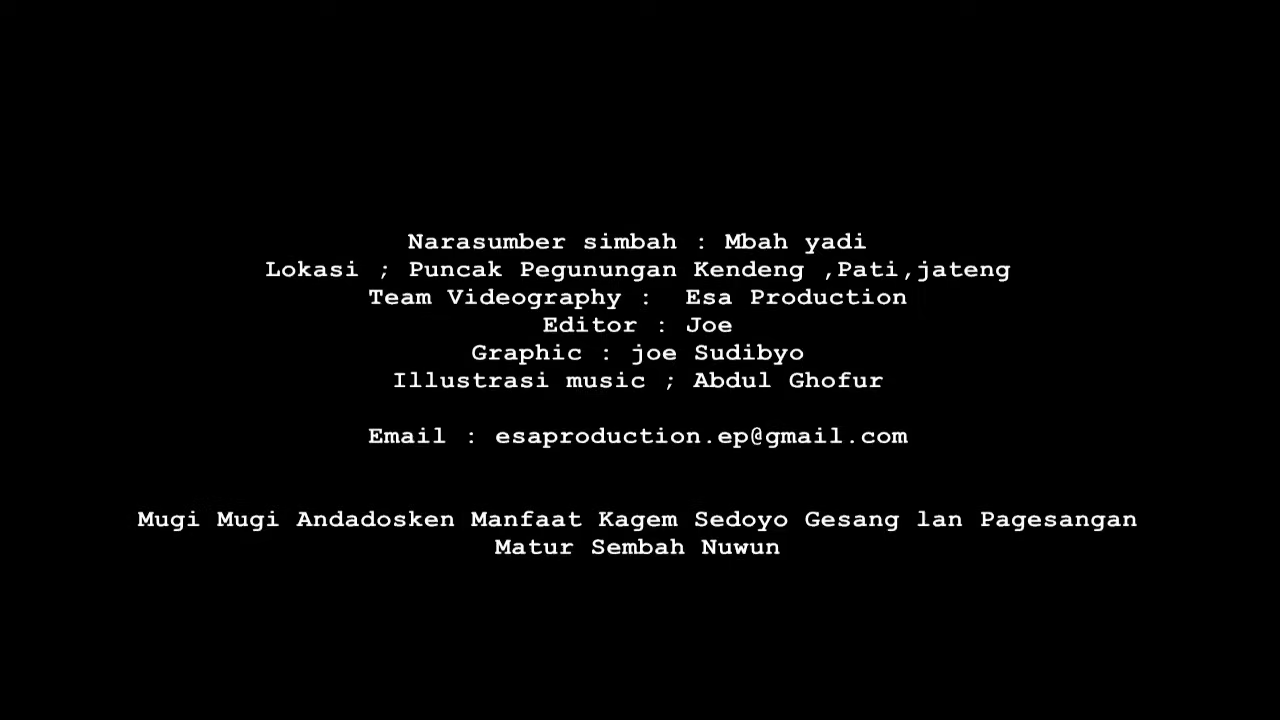 Narasumber simbah : Mbah yadi
Lokasi ; Puncak Pegunungan Kendeng ,Pati,jateng
Team Videography :  Esa Production
Editor : Joe
Graphic : joe Sudibyo
Illustrasi music ; Abdul Ghofur
Email : esaproduction.ep@gmail.com
Mugi Mugi Andadosken Manfaat Kagem Sedoyo Gesang lan Pagesangan
Matur Sembah Nuwun